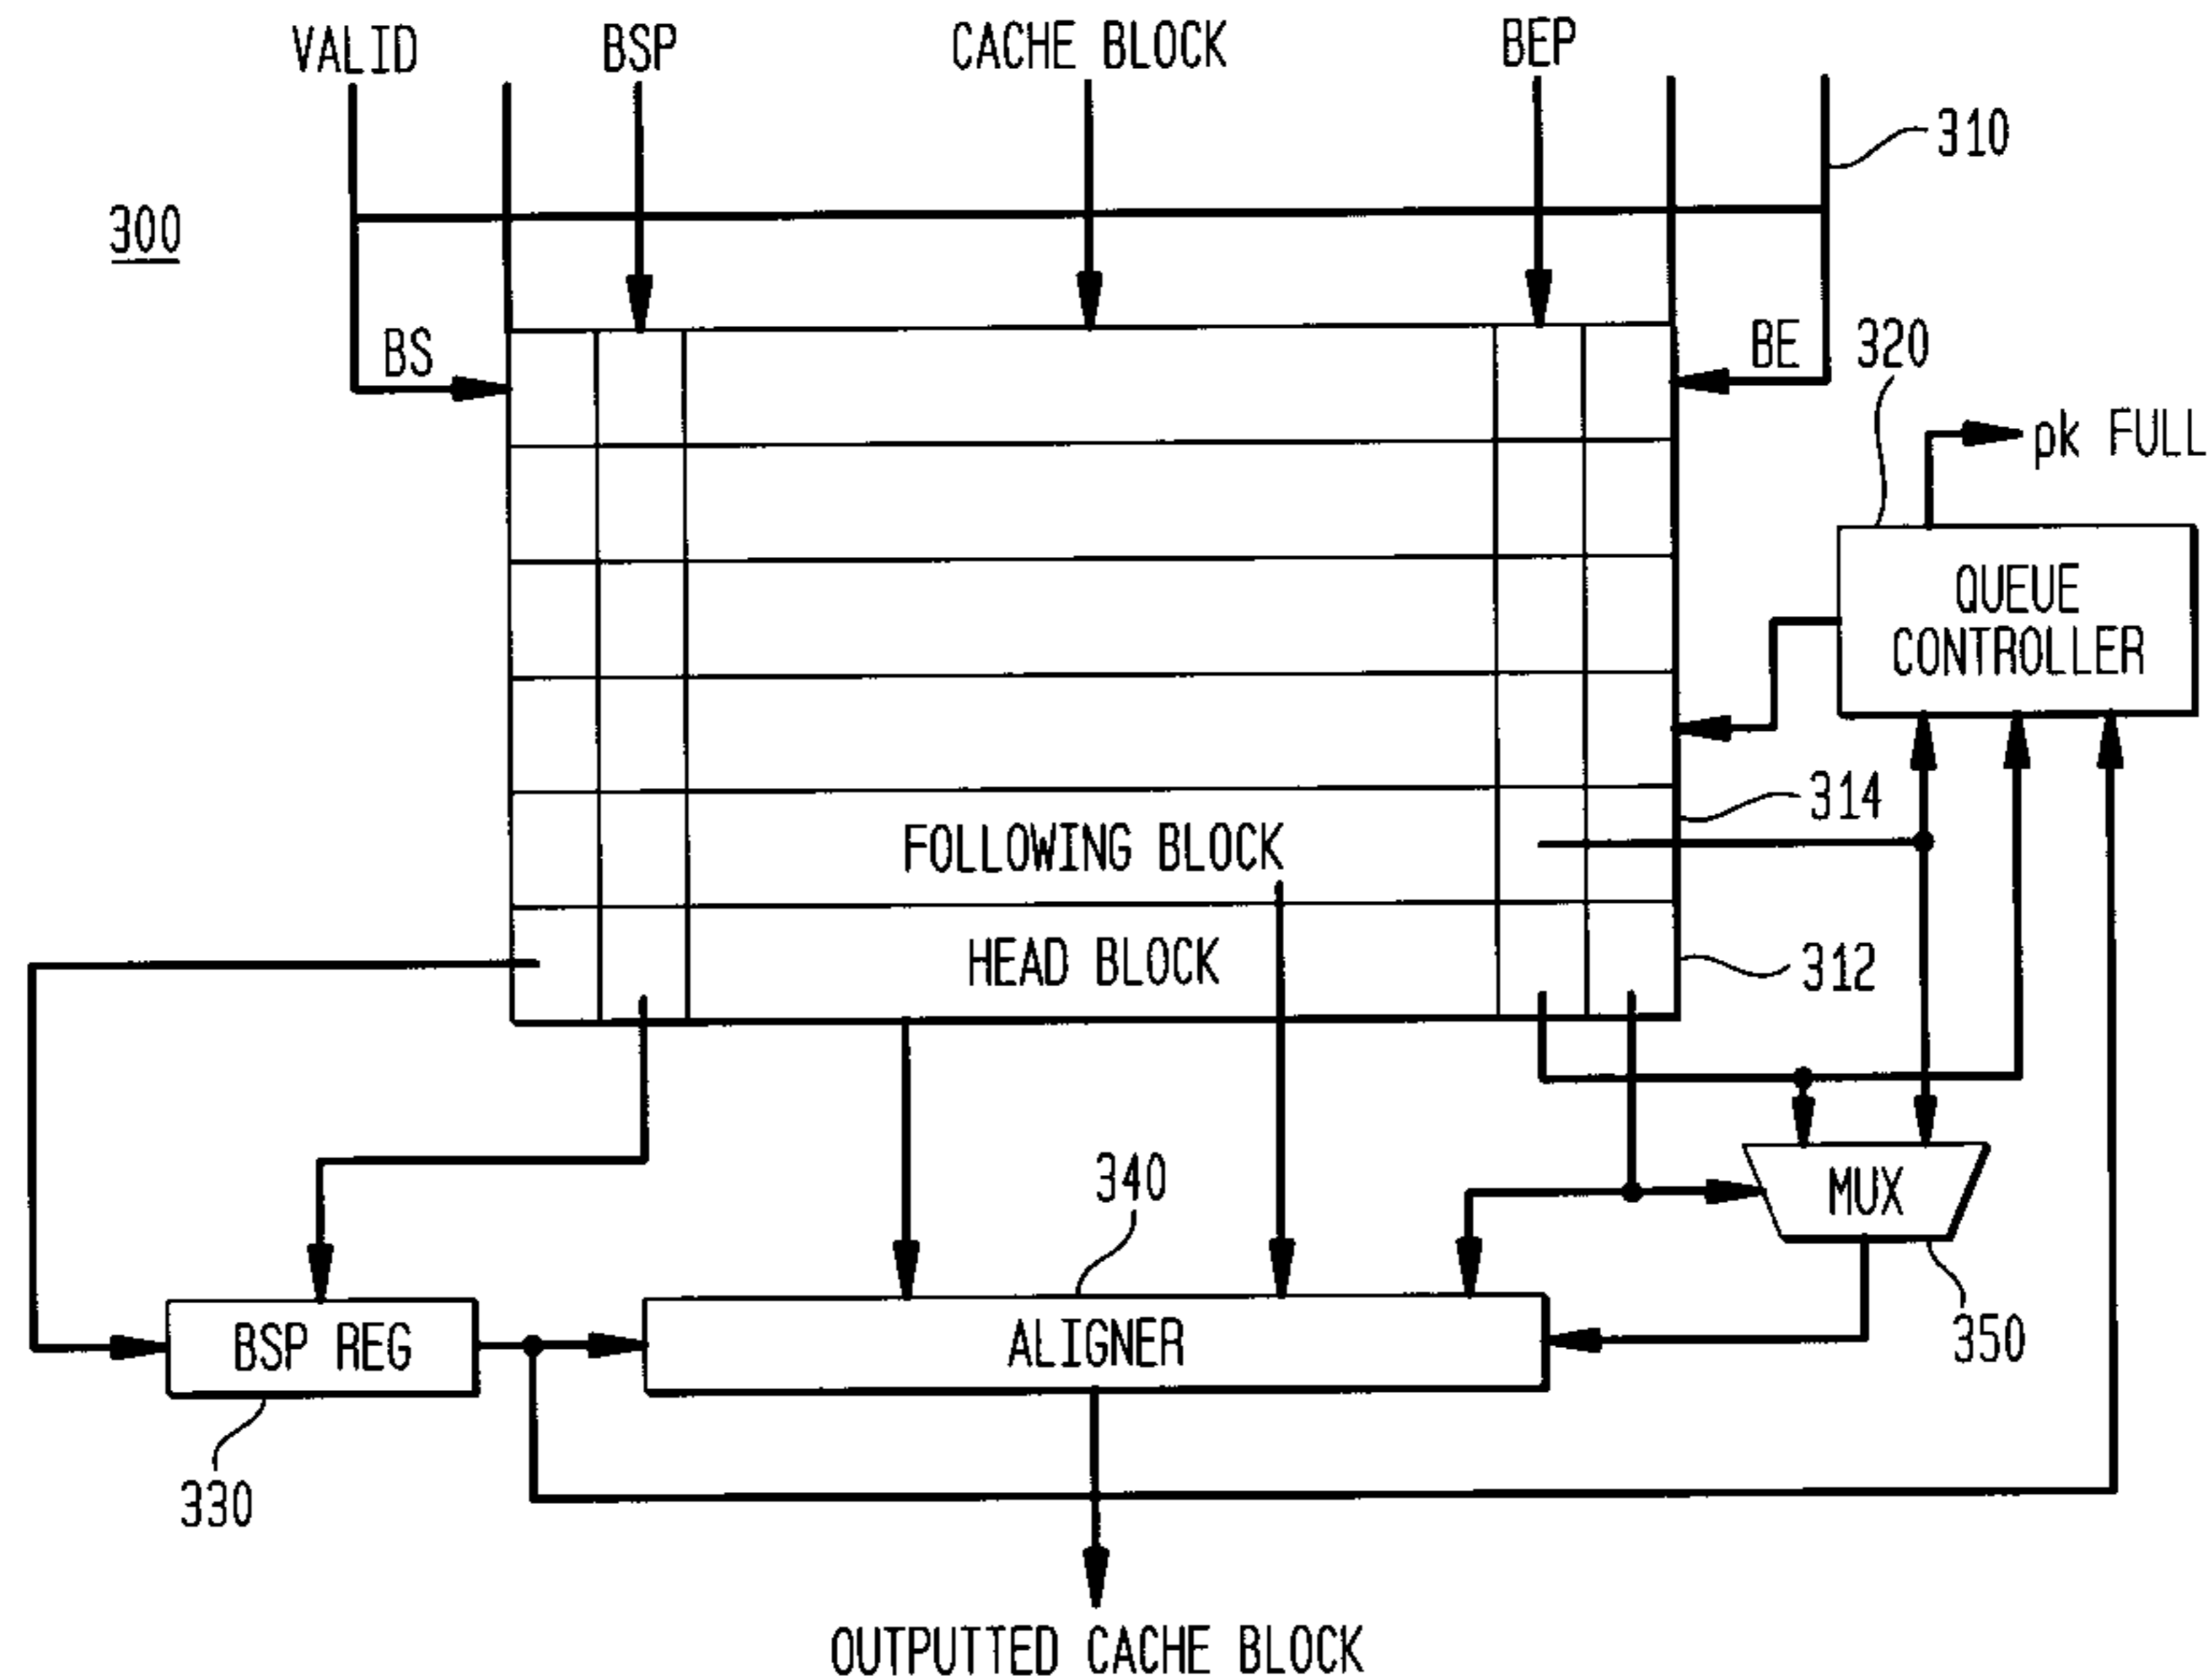 VALID
BSP
CACHE BLOCK
BEP
310
300
BS
BE
320
pk FULL
QUEUE
CONTROLLER
314
FOLLOWING BLOCK
HEAD BLOCK
312
340
MUX
BSP REG
ALIGNER
350
330
OUTPUTTED CACHE BLOCK